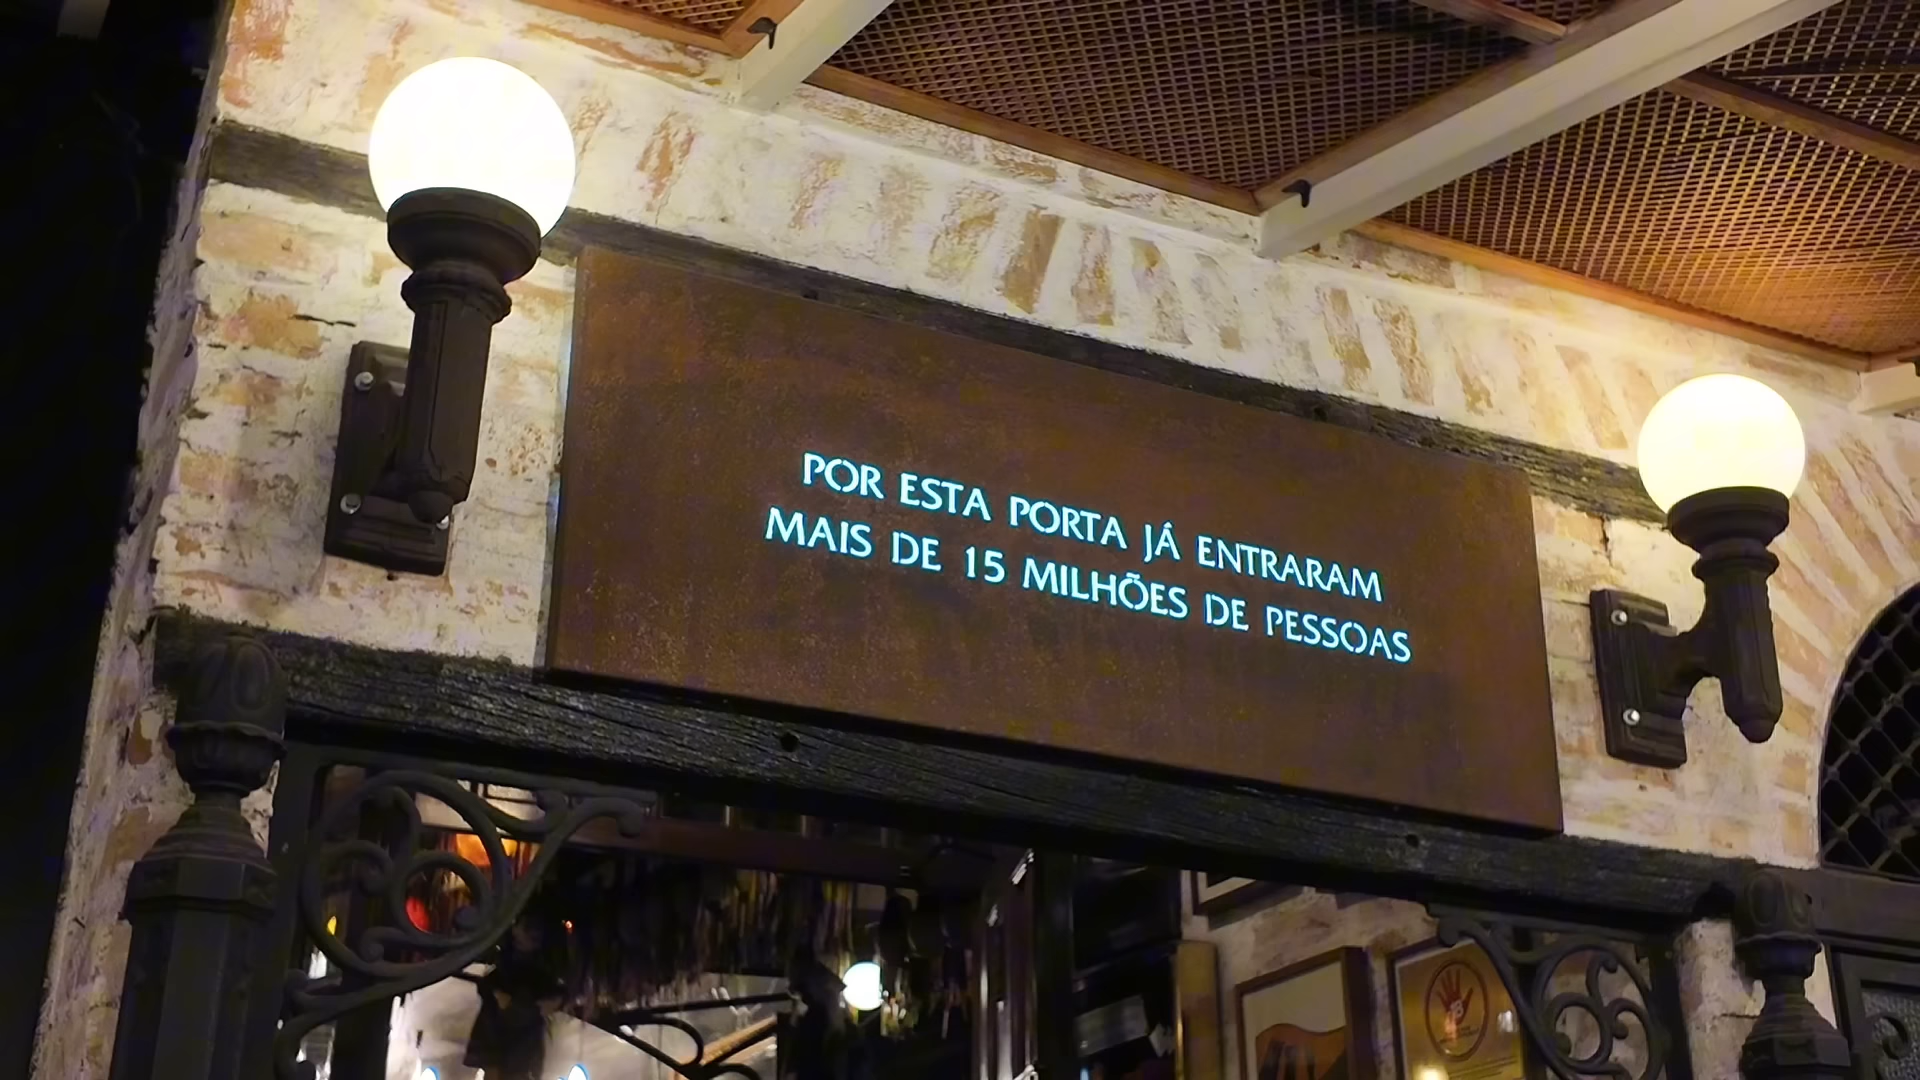 POR ESTA PORTA JÁ ENTRARAM
MAIS DE 15 MILHÕES DE PESSOAS